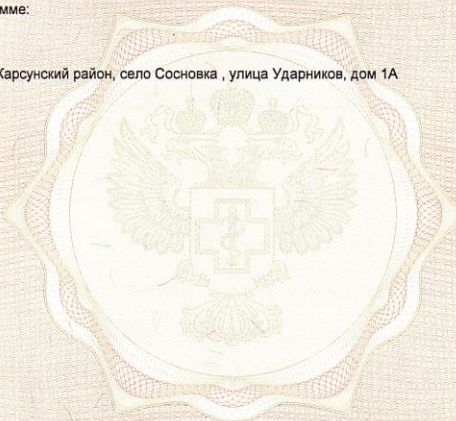 мме:
Карсунский район, село Сосновка , улица Ударников, дом 1А